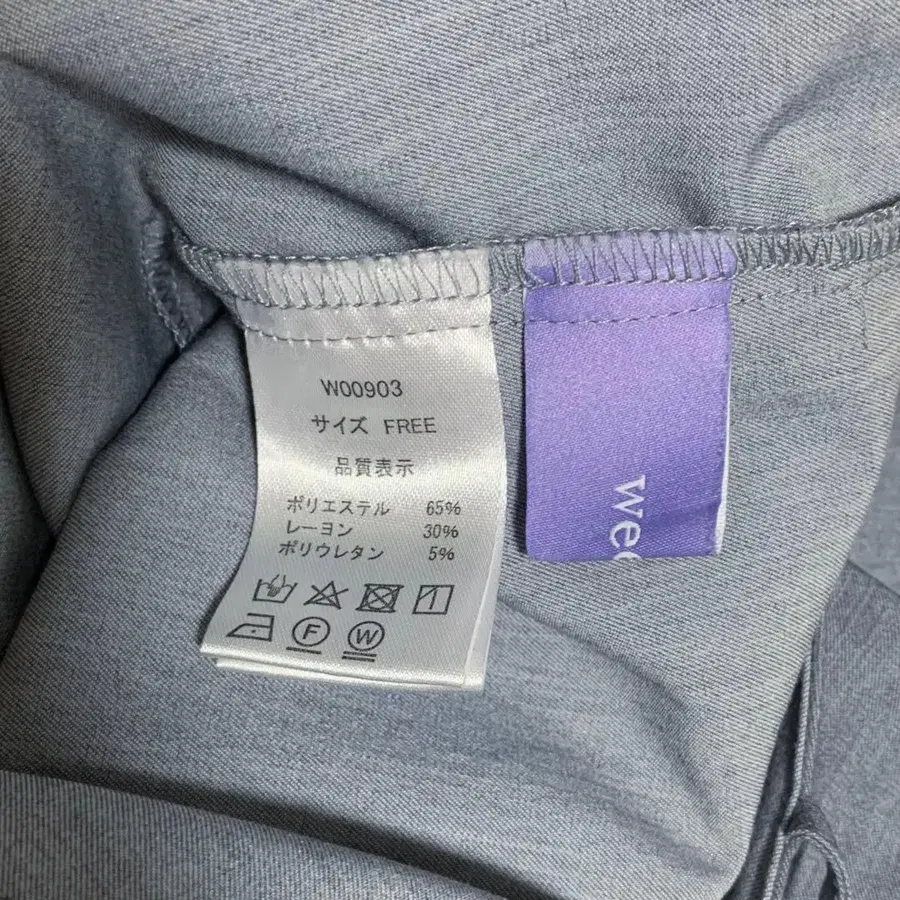 W00903
サイズ FREE
品質表示
ポリエステル 65%
レーヨン 30%
ポリウレタン 5%
F W